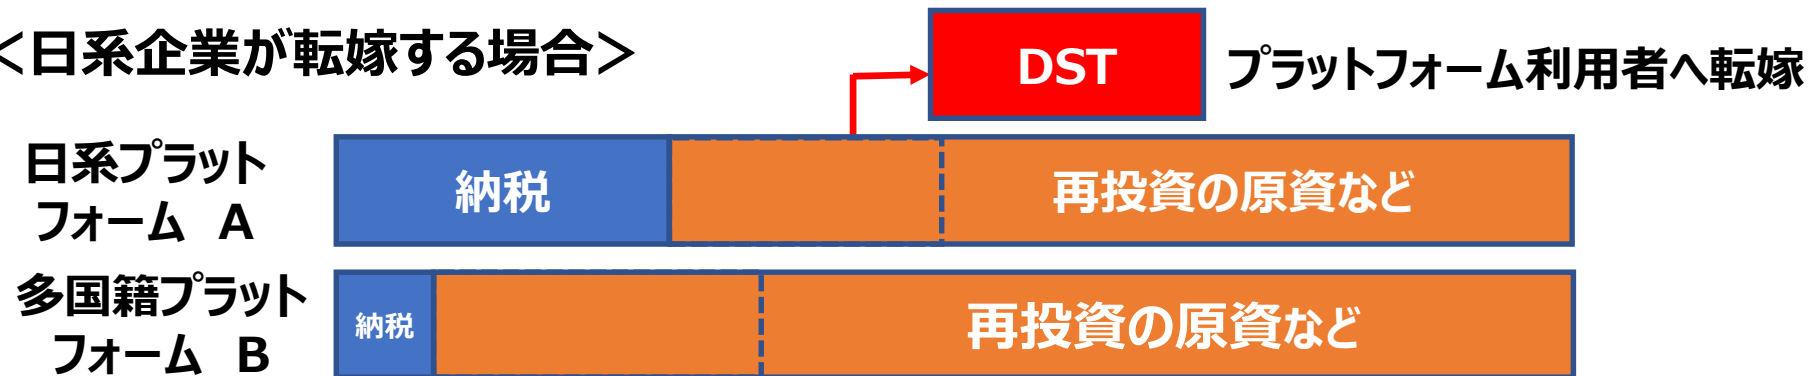 ＜日系企業が転嫁する場合＞
DST
プラットフォーム利用者へ転嫁
日系プラット
フォーム A
納税
再投資の原資など
多国籍プラット
フォーム B
納税
再投資の原資など